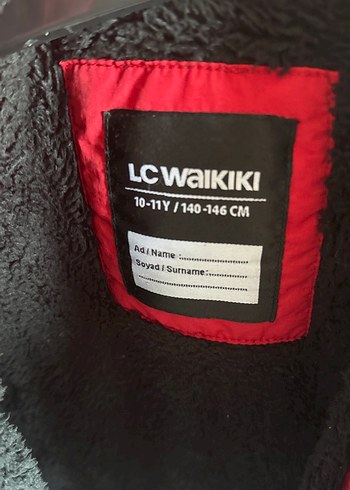 LC WAIKIKI
10-11Y / 140-146 CM
Ad / Name :........................
Soyad / Surname:..............
......................................